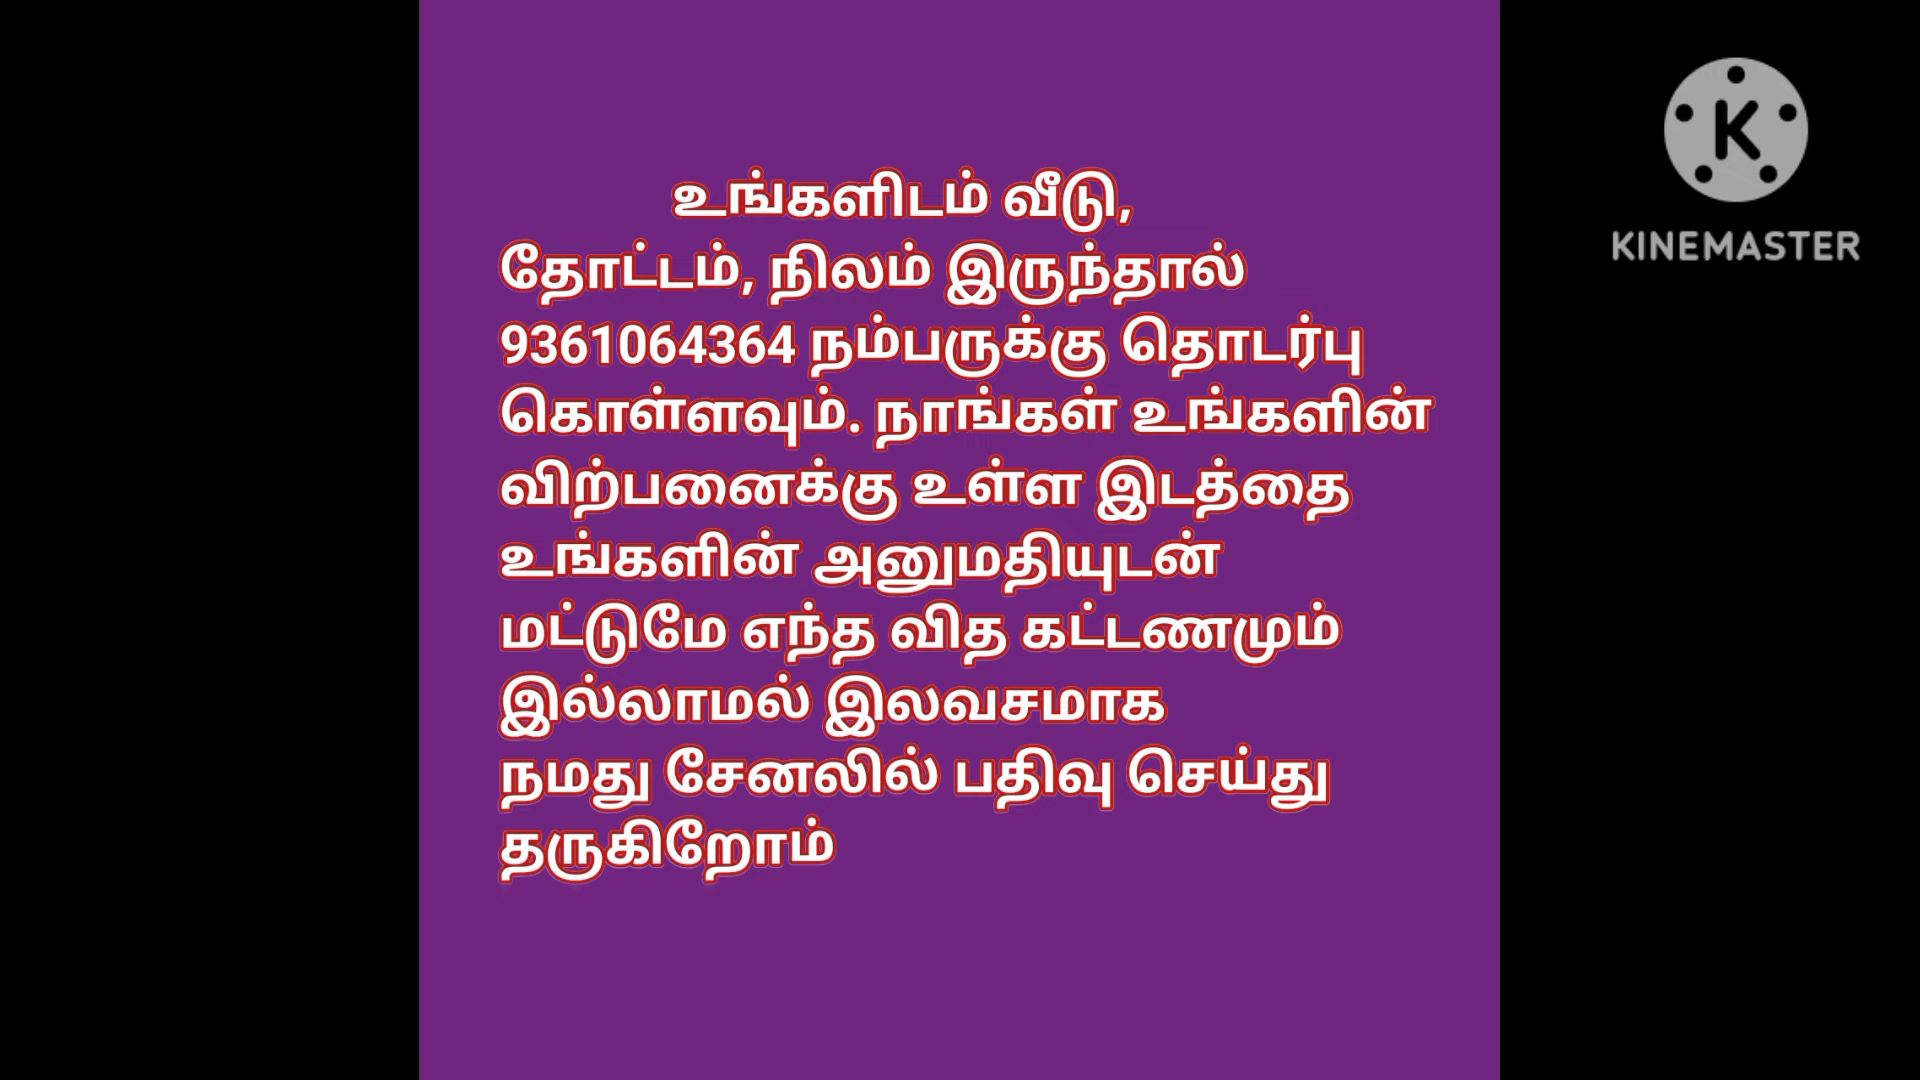 உங்களிடம் வீடு,
தோட்டம், நிலம் இருந்தால்
9361064364 நம்பருக்கு தொடர்பு
கொள்ளவும். நாங்கள் உங்களின்
விற்பனைக்கு உள்ள இடத்தை
உங்களின் அனுமதியுடன்
மட்டுமே எந்த வித கட்டணமும்
இல்லாமல் இலவசமாக
நமது சேனலில் பதிவு செய்து
தருகிறோம்
K
KINEMASTER